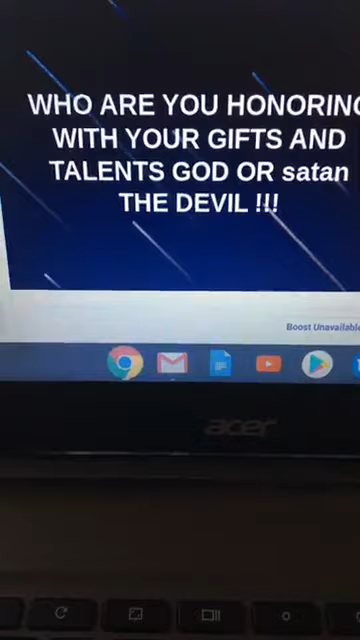 WHO ARE YOU HONORING
WITH YOUR GIFTS AND
TALENTS GOD OR satan
THE DEVIL !!!
Boost Unavailable
acer